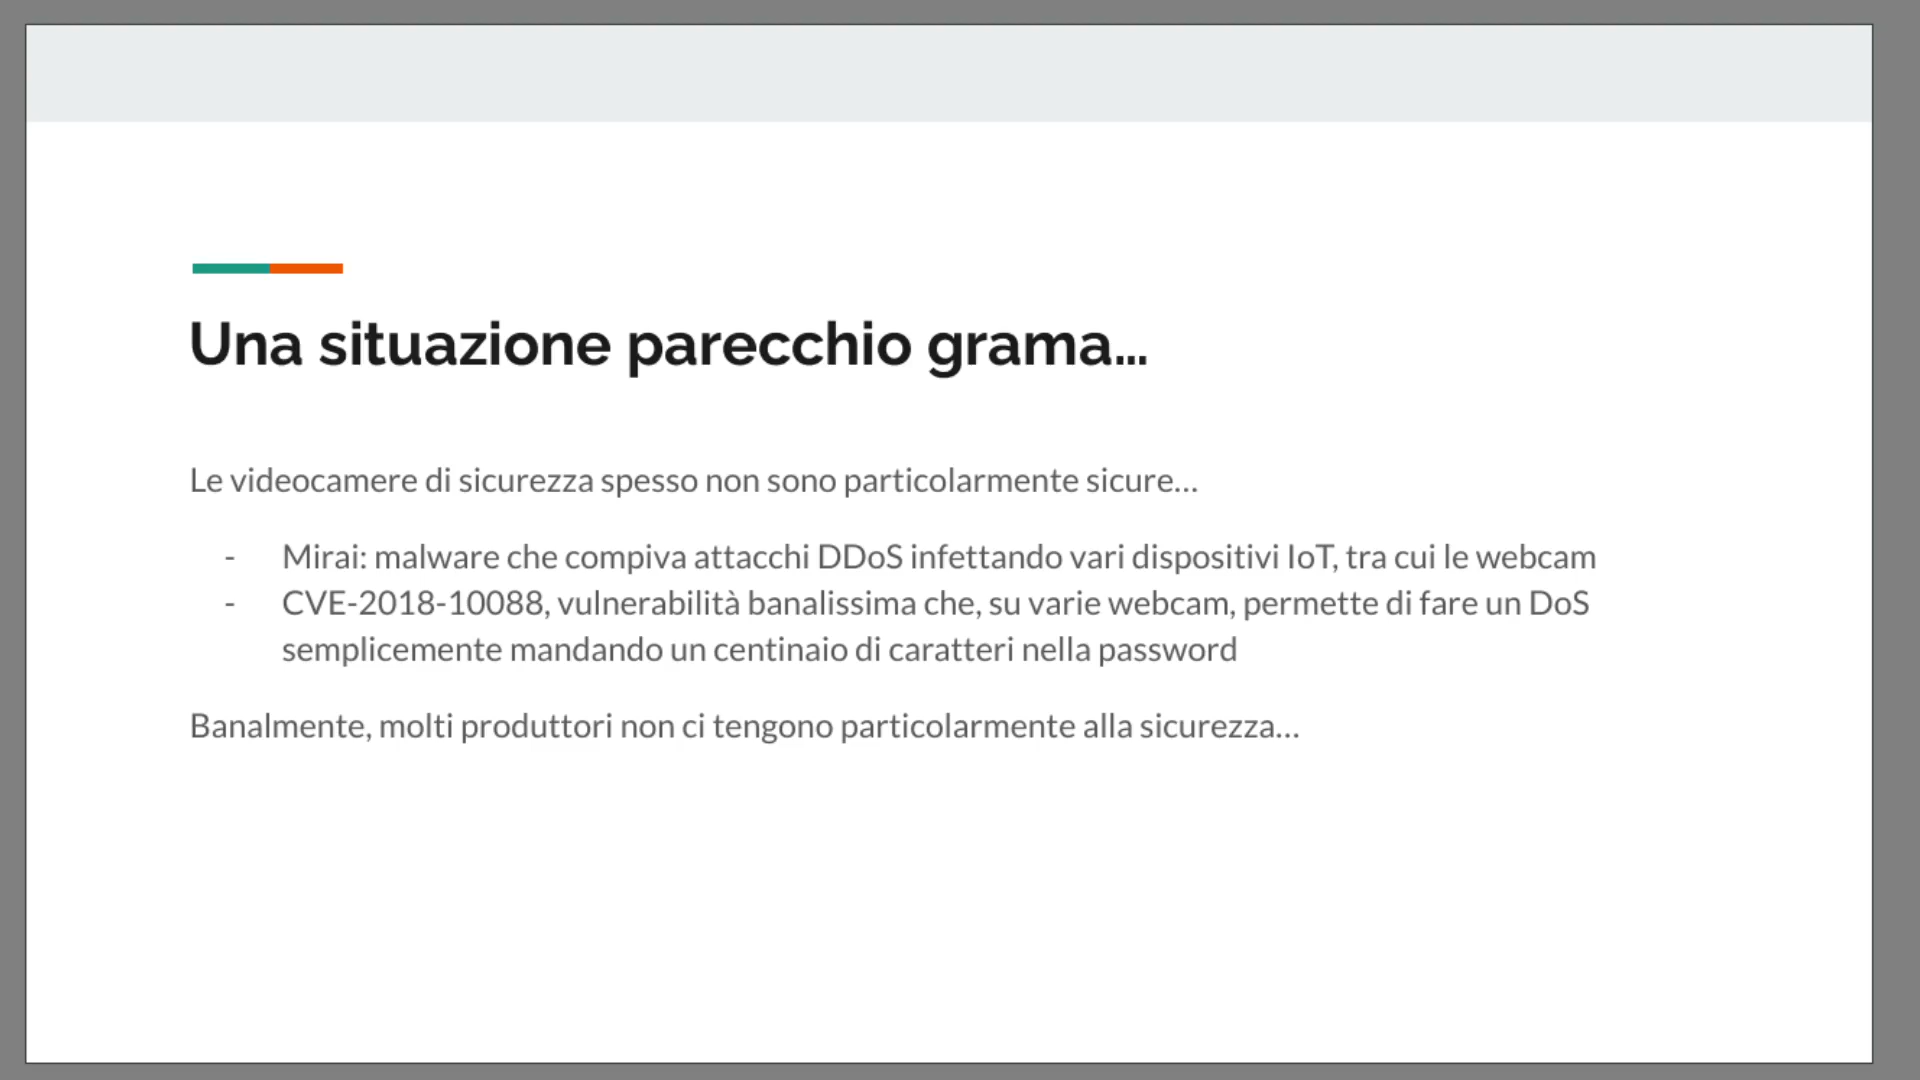 Una situazione parecchio grama...
Le videocamere di sicurezza spesso non sono particolarmente sicure...
- Mirai: malware che compiva attacchi DDoS infettando vari dispositivi IoT, tra cui le webcam
- CVE-2018-10088, vulnerabilità banalissima che, su varie webcam, permette di fare un DoS
semplicemente mandando un centinaio di caratteri nella password
Banalmente, molti produttori non ci tengono particolarmente alla sicurezza...